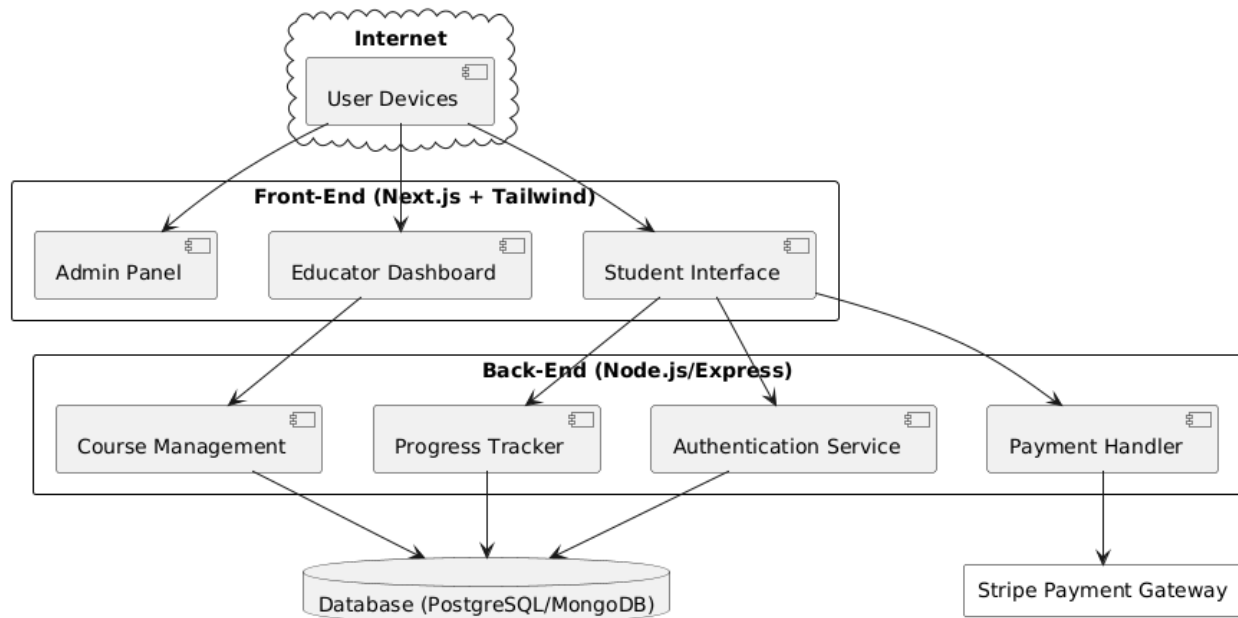 Internet
User Devices
Front-End (Next.js + Tailwind)
Admin Panel
Educator Dashboard
Student Interface
Back-End (Node.js/Express)
Course Management
Progress Tracker
Authentication Service
Payment Handler
Database (PostgreSQL/MongoDB)
Stripe Payment Gateway